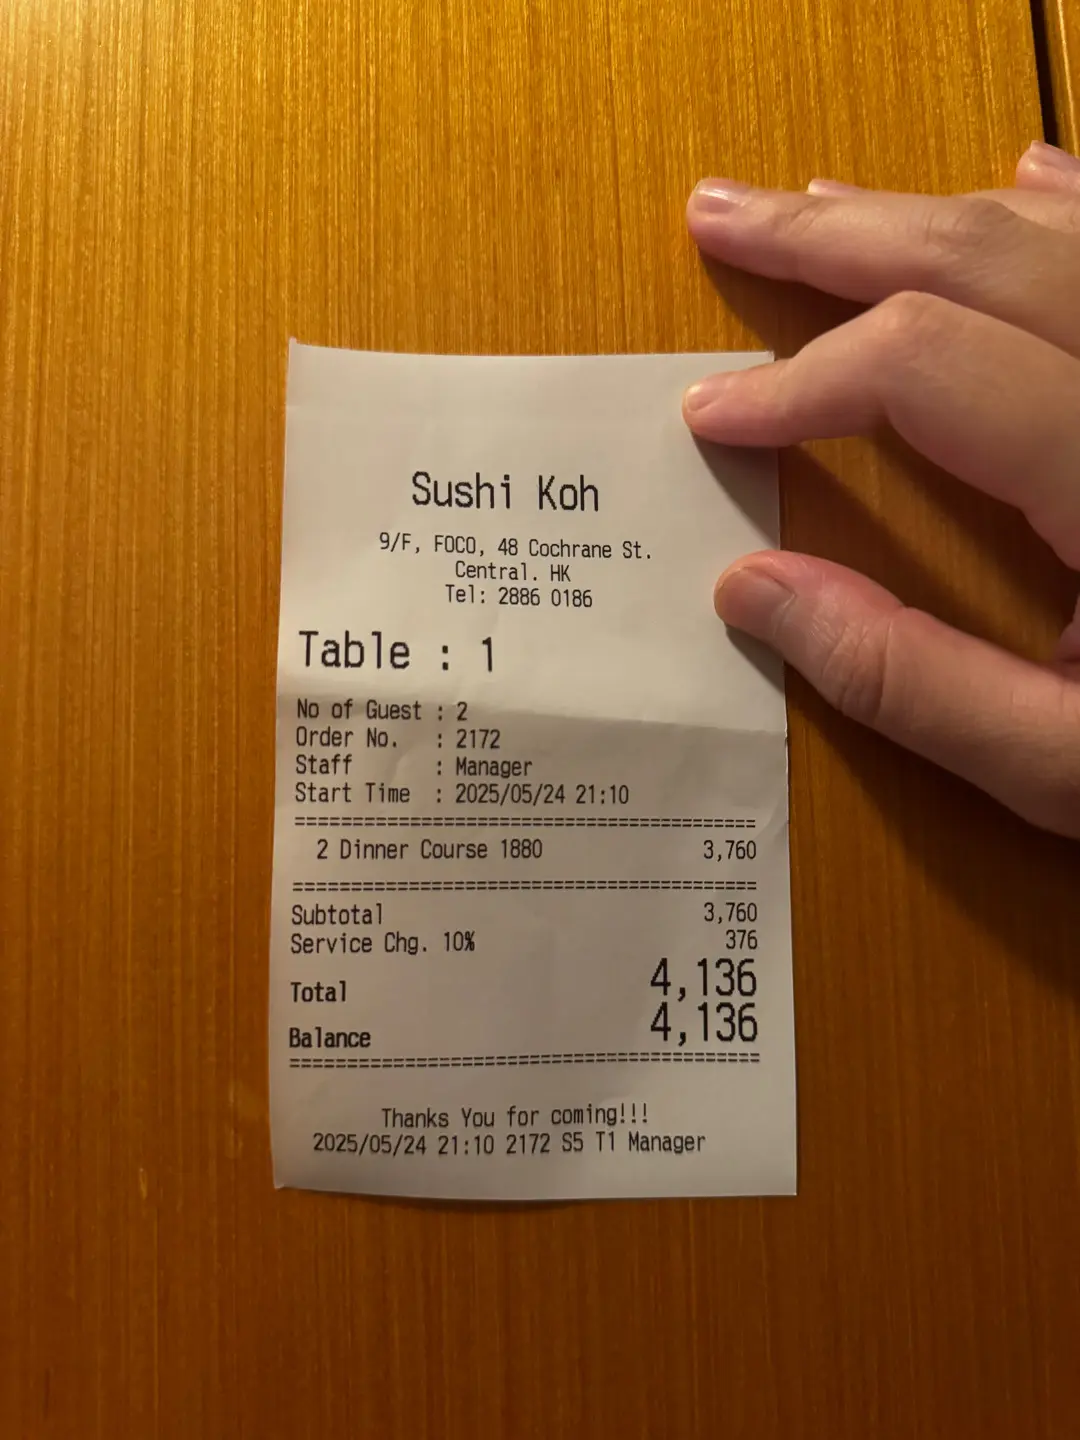 Sushi Koh
9/F, FOCO, 48 Cochrane St.
Central. HK
Tel: 2886 0186
Table : 1
No of Guest : 2
Order No. : 2172
Staff : Manager
Start Time : 2025/05/24 21:10
========================================
2 Dinner Course 1880 3,760
========================================
Subtotal 3,760
Service Chg. 10% 376
Total 4,136
Balance 4,136
========================================
Thanks You for coming!!!
2025/05/24 21:10 2172 S5 T1 Manager